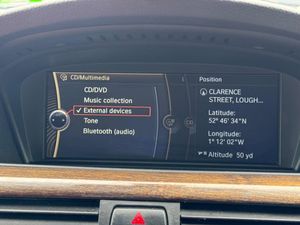 CD/Multimedia
CD/DVD
Music collection
External devices
Tone
Bluetooth (audio)
Position
CLARENCE
STREET, LOUGH...
Latitude:
52° 46' 34"N
Longitude:
1° 12' 02"W
Altitude 50 yd